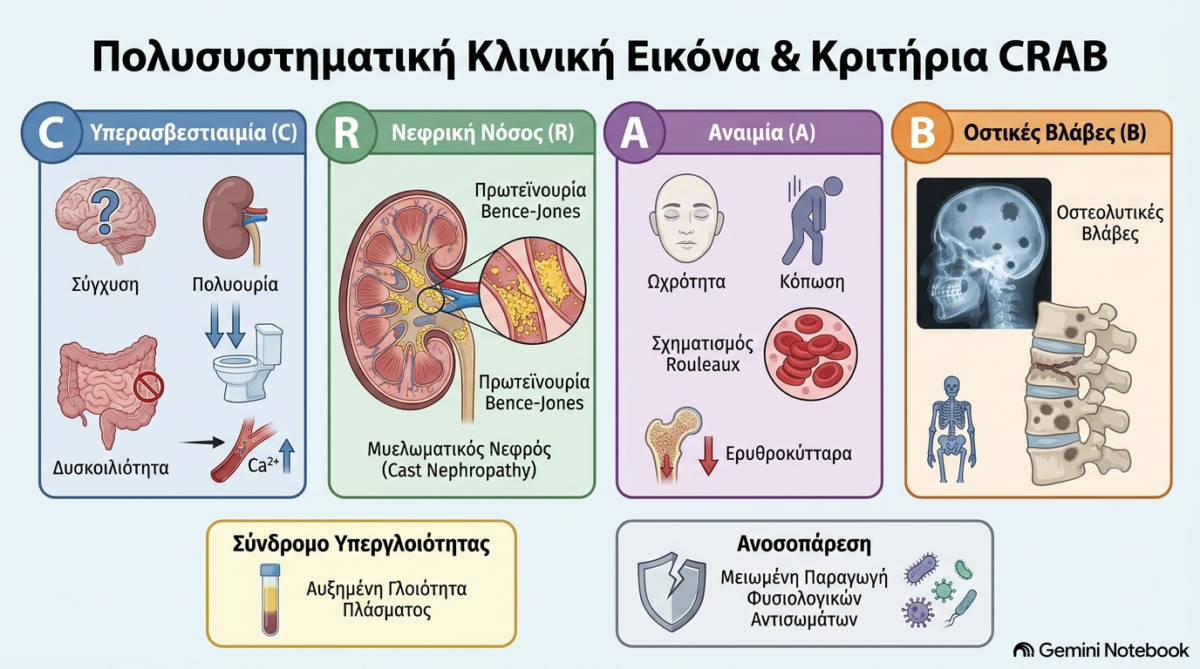 Πολυσυστηματική Κλινική Εικόνα & Κριτήρια CRAB
C
Υπερασβεστιαιμία (C)
Σύγχυση
Πολυουρία
Δυσκοιλιότητα
Ca²⁺
R
Νεφρική Νόσος (R)
Πρωτεϊνουρία
Bence-Jones
Πρωτεϊνουρία
Bence-Jones
Μυελωματικός Νεφρός
(Cast Nephropathy)
A
Αναιμία (A)
Ωχρότητα
Κόπωση
Σχηματισμός
Rouleaux
Ερυθροκύτταρα
B
Οστικές Βλάβες (B)
Οστεολυτικές
Βλάβες
Σύνδρομο Υπεργλοιότητας
Αυξημένη Γλοιότητα
Πλάσματος
Ανοσοπάρεση
Μειωμένη Παραγωγή
Φυσιολογικών
Αντισωμάτων
Gemini Notebook